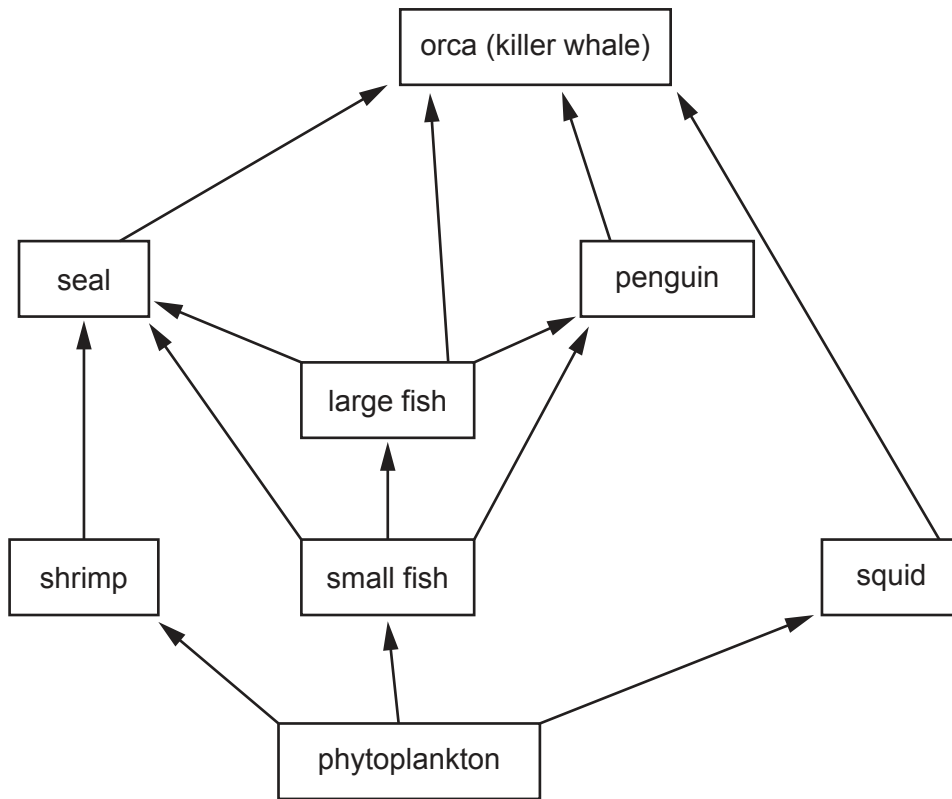 orca (killer whale)
seal
penguin
large fish
shrimp
small fish
squid
phytoplankton